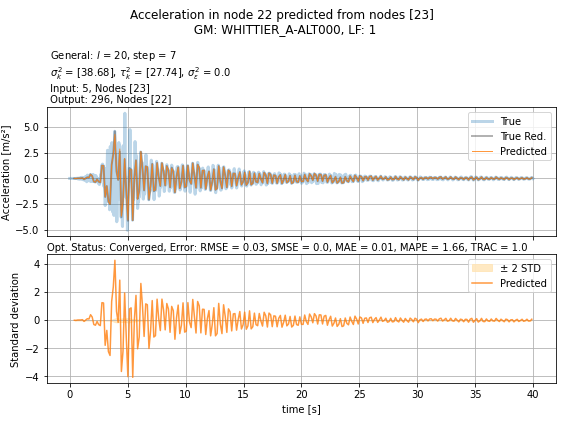 Acceleration in node 22 predicted from nodes [23]
GM: WHITTIER_A-ALT000, LF: 1
General: l = 20, step = 7
σ²ₖ = [38.68], τ²ₖ = [27.74], σ²_ε = 0.0
Input: 5, Nodes [23]
Output: 296, Nodes [22]
Acceleration [m/s²]
5.0
2.5
0.0
−2.5
−5.0
True
True Red.
Predicted
Opt. Status: Converged, Error: RMSE = 0.03, SMSE = 0.0, MAE = 0.01, MAPE = 1.66, TRAC = 1.0
Standard deviation
4
2
0
−2
−4
± 2 STD
Predicted
0 5 10 15 20 25 30 35 40
time [s]